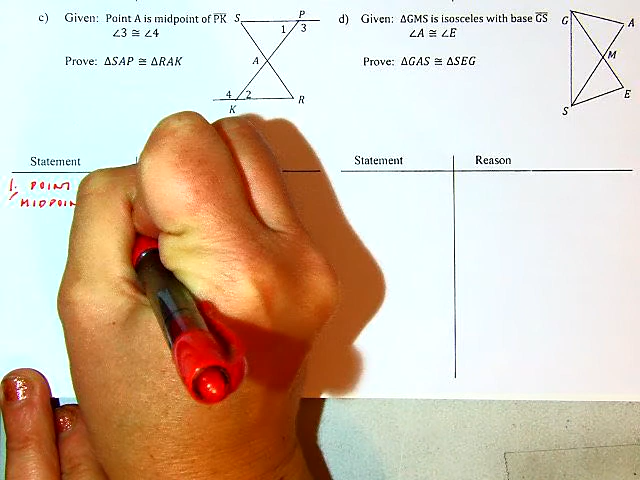 c) Given: Point A is midpoint of PK
∠3 ≅ ∠4
Prove: ΔSAP ≅ ΔRAK
S P
1 3
A
4 2
K R
Statement
1. POINT
MIDPOIN
d) Given: ΔGMS is isosceles with base GS
∠A ≅ ∠E
Prove: ΔGAS ≅ ΔSEG
G A
M
E
S
Statement Reason